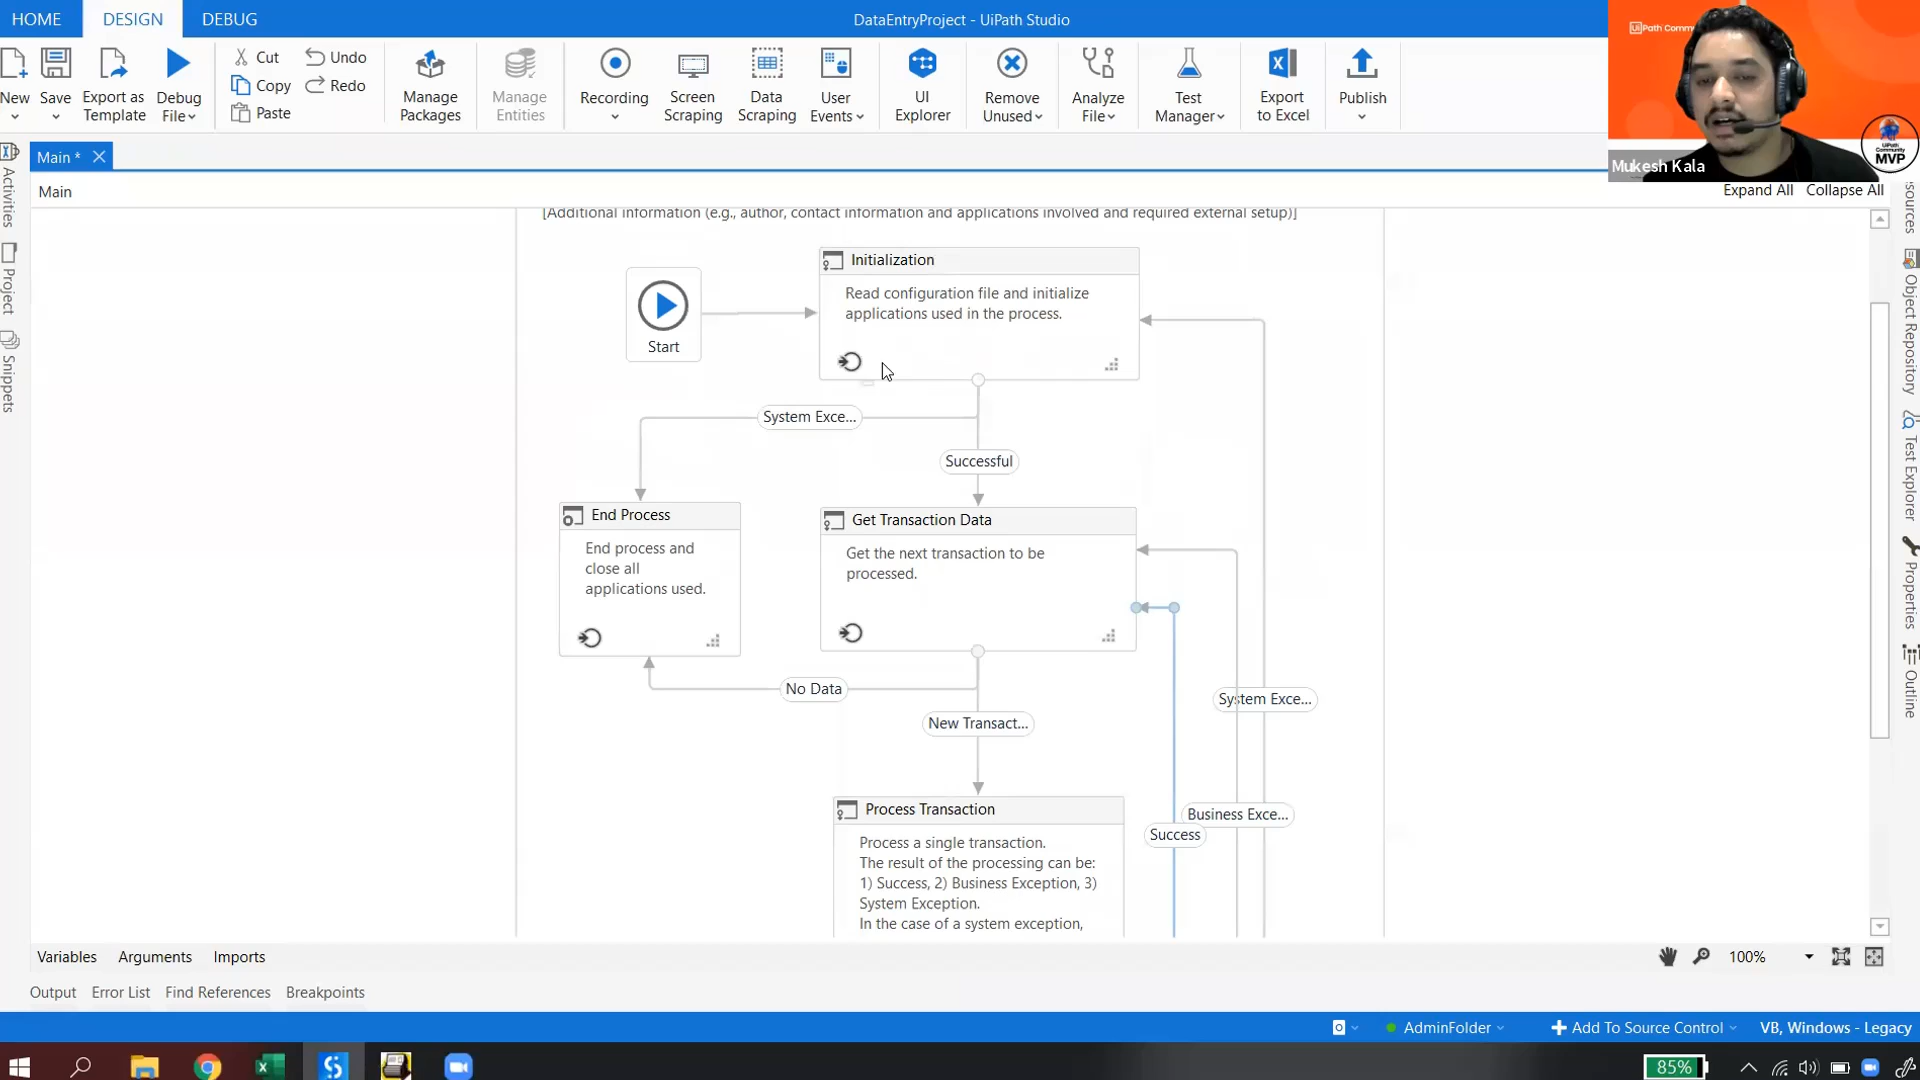 HOME
DESIGN
DEBUG
DataEntryProject - UiPath Studio
New
Save
Export as
Template
Debug
File
Cut
Copy
Paste
Undo
Redo
Manage
Packages
Manage
Entities
Recording
Screen
Scraping
Data
Scraping
User
Events
UI
Explorer
Remove
Unused
Analyze
File
Test
Manager
Export
to Excel
Publish
Ui Path Comm
UiPath
Community
MVP
Mukesh Kala
Main *
Main
Expand All
Collapse All
Activities
Project
Snippets
sources
Object Repository
Test Explorer
Properties
Outline
[Additional information (e.g., author, contact information and applications involved and required external setup)]
Start
Initialization
Read configuration file and initialize
applications used in the process.
System Exce...
Successful
End Process
End process and
close all
applications used.
Get Transaction Data
Get the next transaction to be
processed.
No Data
New Transact...
System Exce...
Business Exce...
Success
Process Transaction
Process a single transaction.
The result of the processing can be:
1) Success, 2) Business Exception, 3)
System Exception.
In the case of a system exception,
Variables
Arguments
Imports
100%
Output
Error List
Find References
Breakpoints
AdminFolder
Add To Source Control
VB, Windows - Legacy
85%